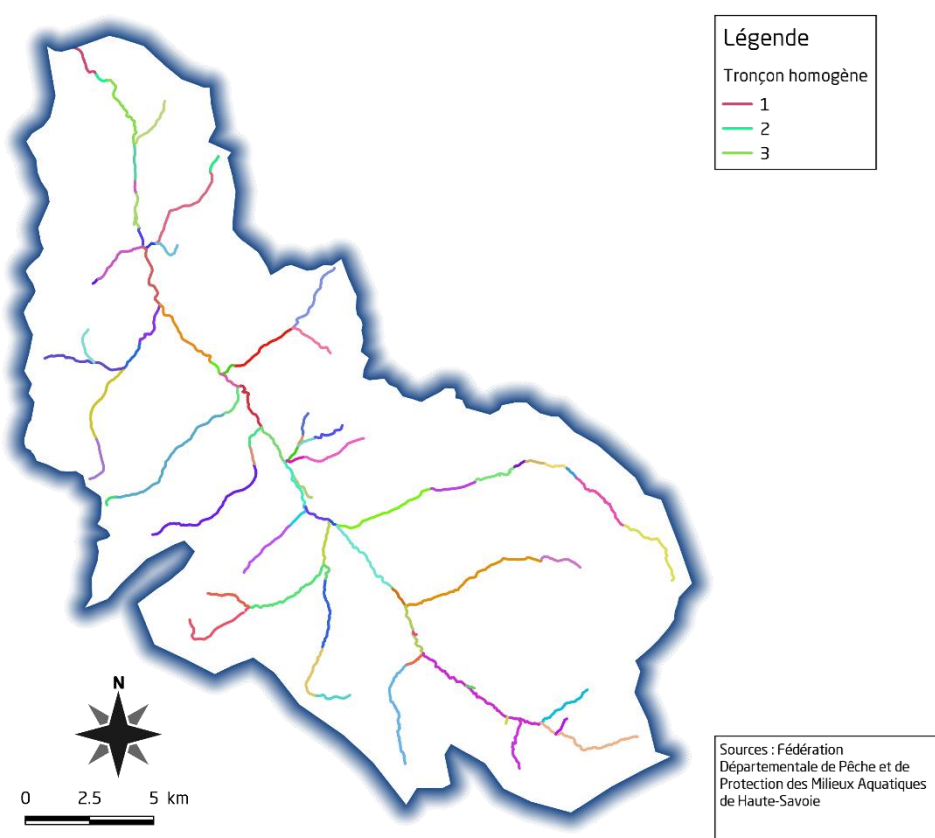 Légende
Tronçon homogène
1
2
3
N
0 2.5 5 km
Sources : Fédération
Départementale de Pêche et de
Protection des Milieux Aquatiques
de Haute-Savoie